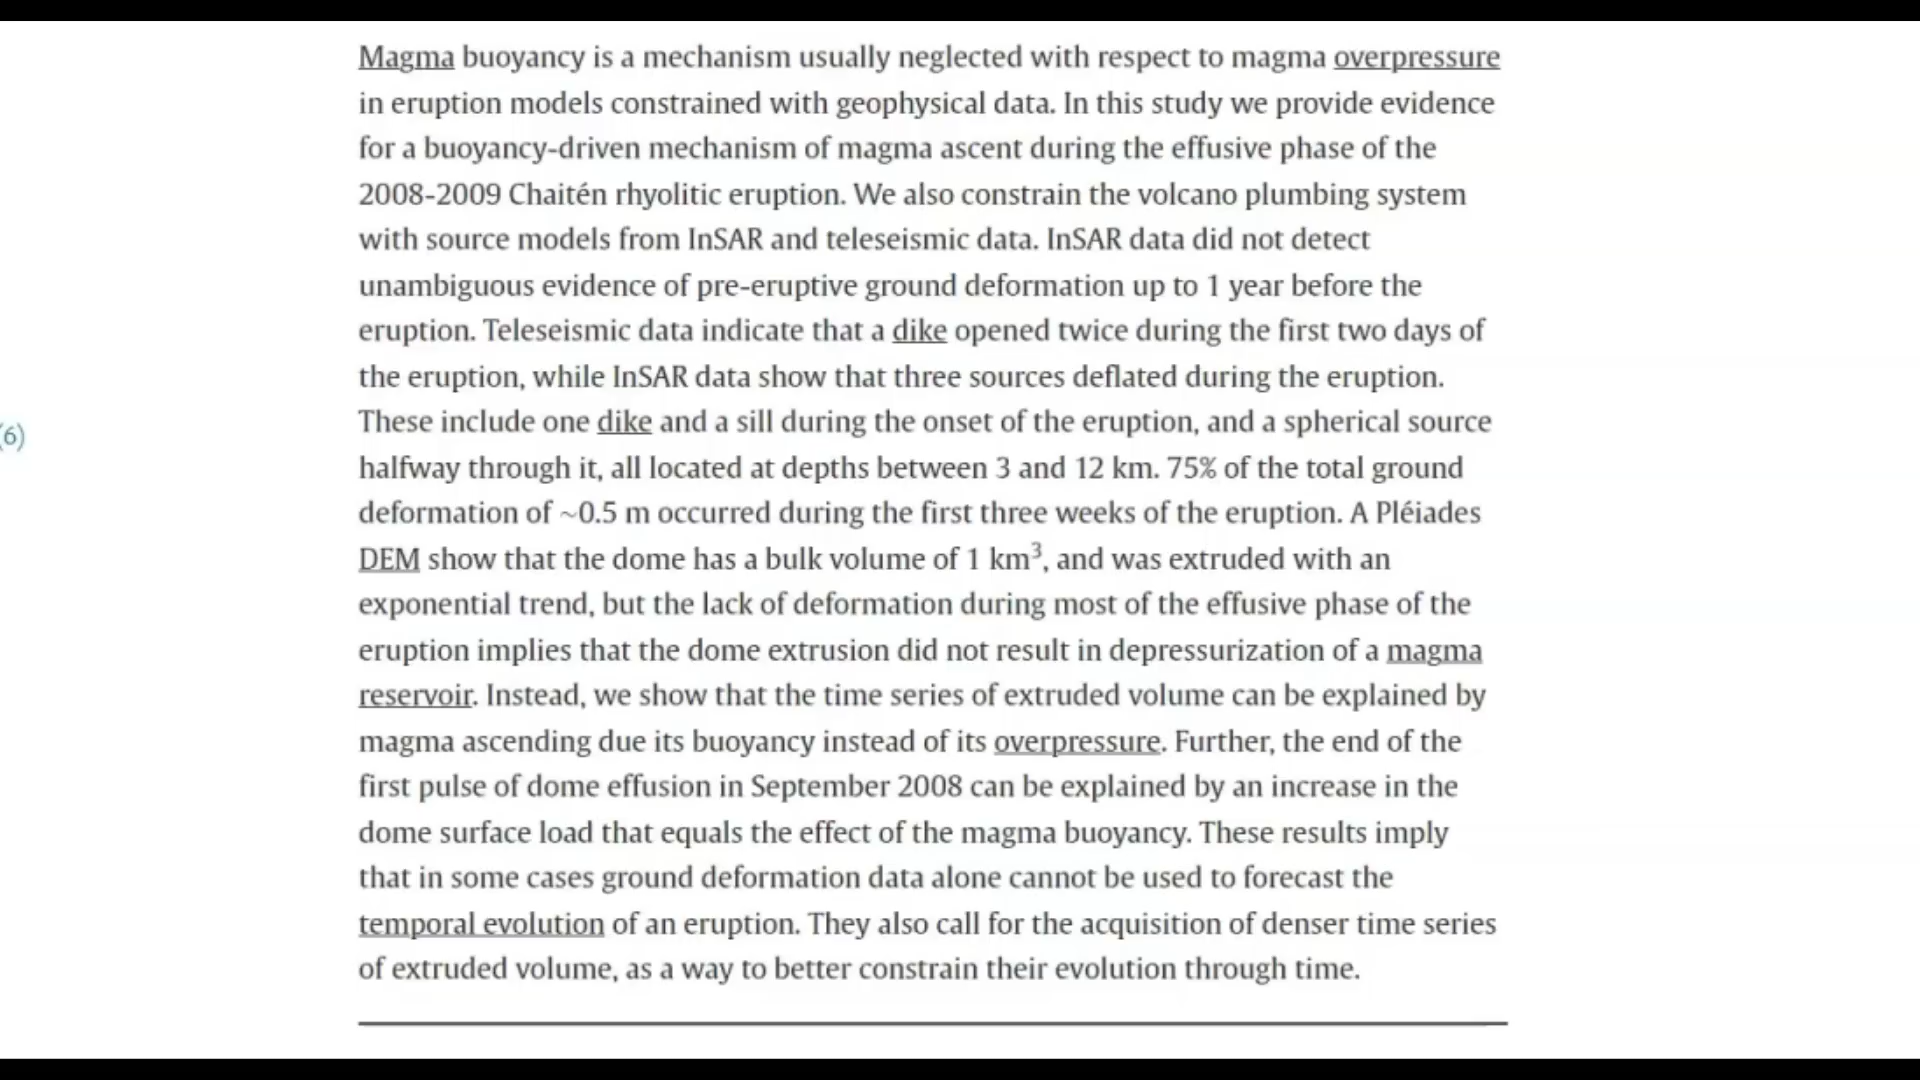 Magma buoyancy is a mechanism usually neglected with respect to magma overpressure
in eruption models constrained with geophysical data. In this study we provide evidence
for a buoyancy-driven mechanism of magma ascent during the effusive phase of the
2008-2009 Chaitén rhyolitic eruption. We also constrain the volcano plumbing system
with source models from InSAR and teleseismic data. InSAR data did not detect
unambiguous evidence of pre-eruptive ground deformation up to 1 year before the
eruption. Teleseismic data indicate that a dike opened twice during the first two days of
the eruption, while InSAR data show that three sources deflated during the eruption.
These include one dike and a sill during the onset of the eruption, and a spherical source
(6)
halfway through it, all located at depths between 3 and 12 km. 75% of the total ground
deformation of ~0.5 m occurred during the first three weeks of the eruption. A Pléiades
DEM show that the dome has a bulk volume of 1 km³, and was extruded with an
exponential trend, but the lack of deformation during most of the effusive phase of the
eruption implies that the dome extrusion did not result in depressurization of a magma
reservoir. Instead, we show that the time series of extruded volume can be explained by
magma ascending due its buoyancy instead of its overpressure. Further, the end of the
first pulse of dome effusion in September 2008 can be explained by an increase in the
dome surface load that equals the effect of the magma buoyancy. These results imply
that in some cases ground deformation data alone cannot be used to forecast the
temporal evolution of an eruption. They also call for the acquisition of denser time series
of extruded volume, as a way to better constrain their evolution through time.